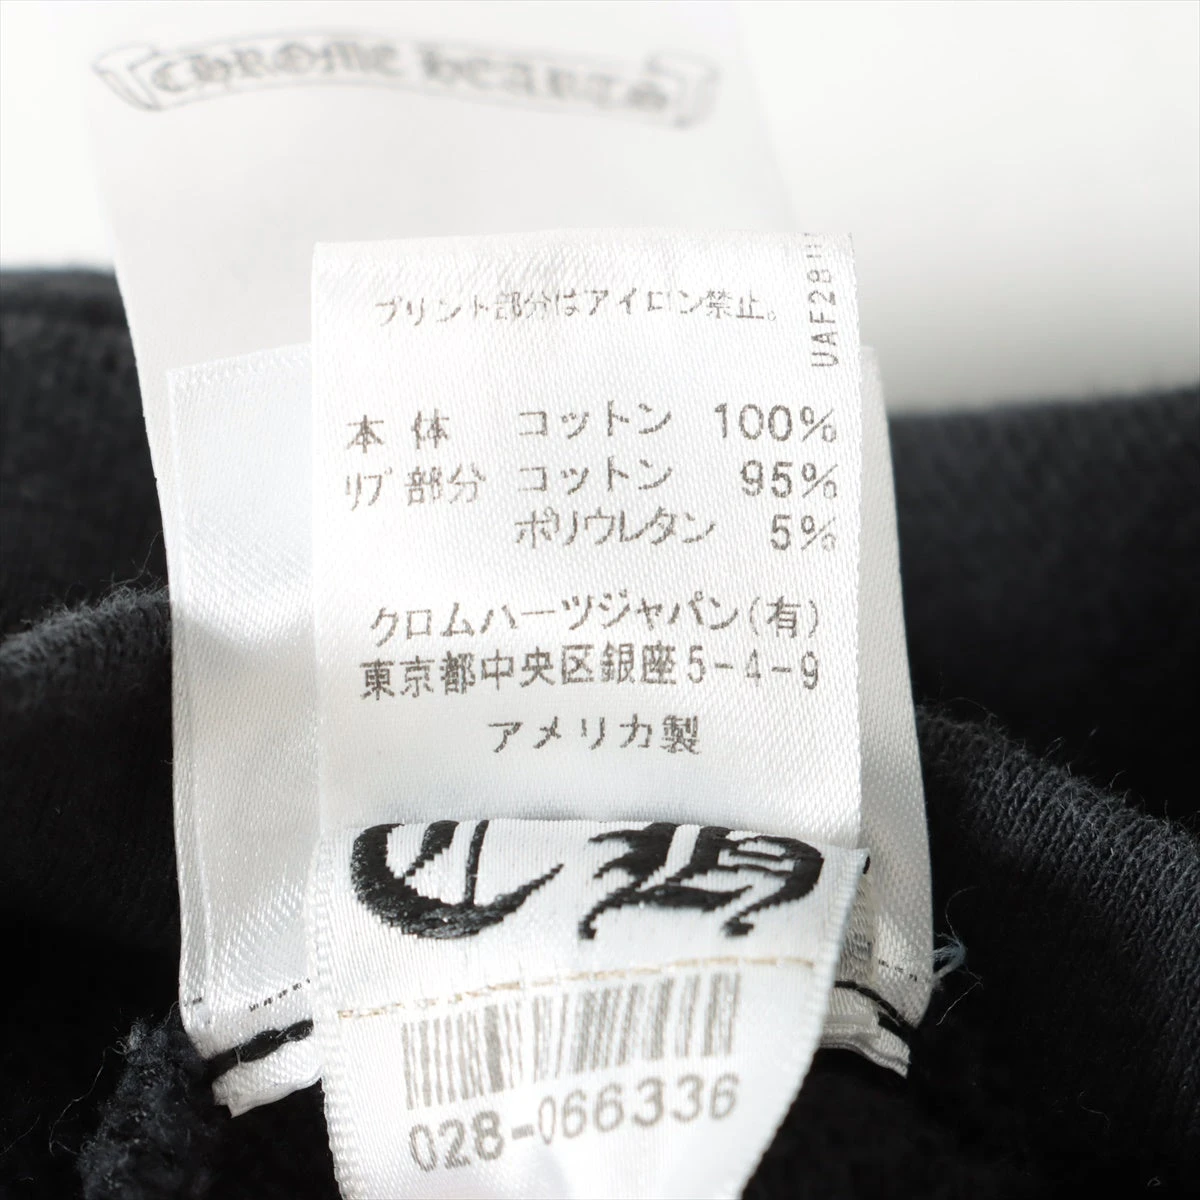 CHROME HEARTS
プリント部分はアイロン禁止。
UAF28
本体 コットン 100%
リブ部分 コットン 95%
ポリウレタン 5%
クロムハーツジャパン(有)
東京都中央区銀座5-4-9
アメリカ製
CH
028-066336